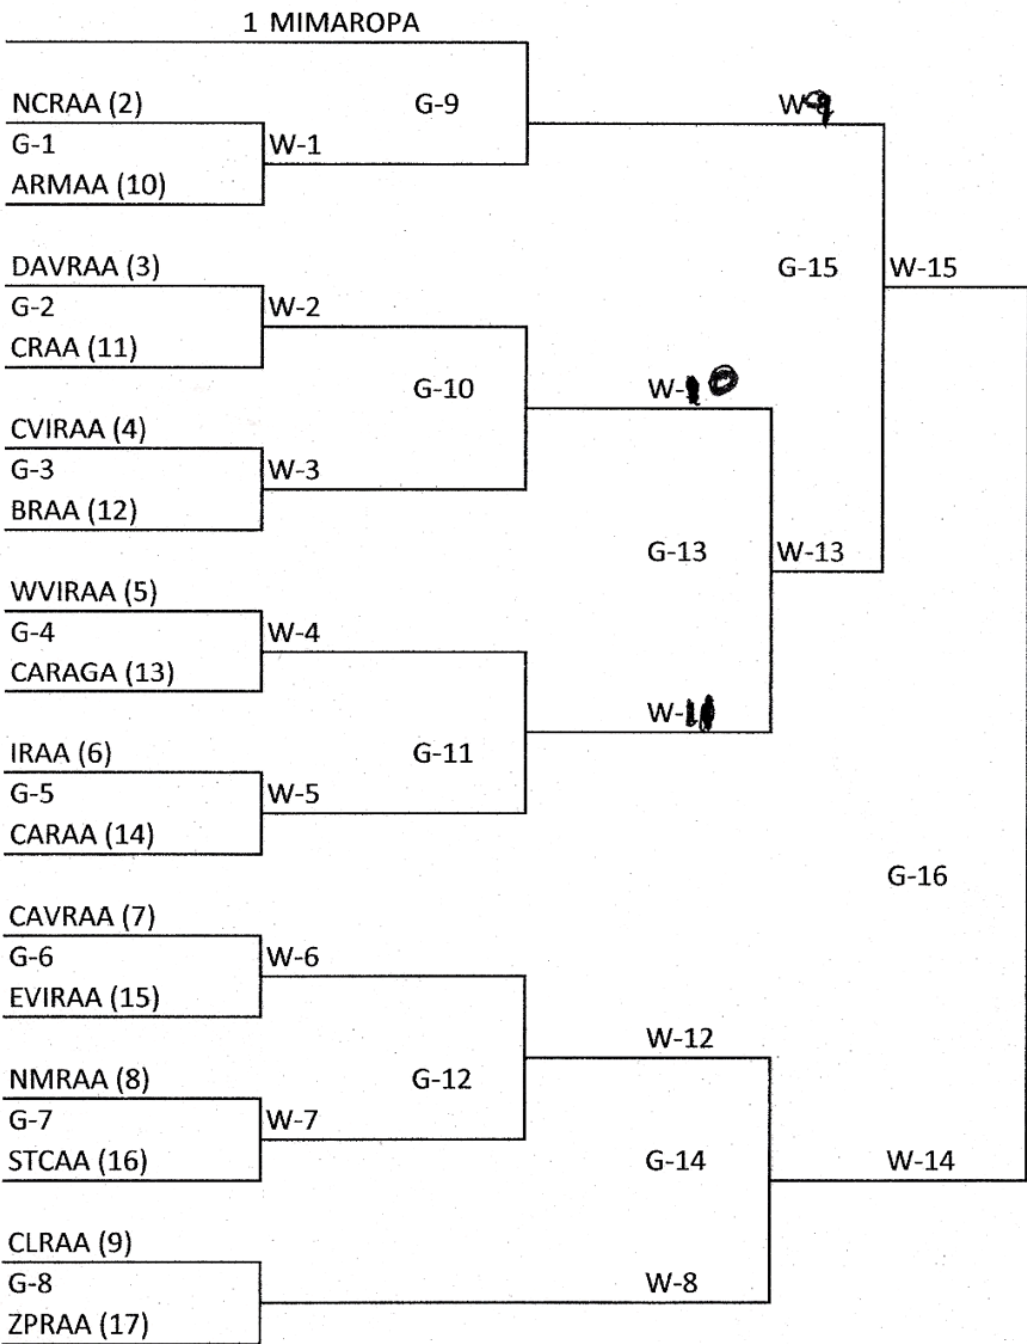 1 MIMAROPA
NCRAA (2)
G-9
W-9
G-1
W-1
ARMAA (10)
DAVRAA (3)
G-15
W-15
G-2
W-2
CRAA (11)
G-10
W-10
CVIRAA (4)
G-3
W-3
BRAA (12)
G-13
W-13
WVIRAA (5)
G-4
W-4
CARAGA (13)
W-11
IRAA (6)
G-11
G-5
W-5
CARAA (14)
G-16
CAVRAA (7)
G-6
W-6
EVIRAA (15)
W-12
NMRAA (8)
G-12
G-7
W-7
STCAA (16)
G-14
W-14
CLRAA (9)
G-8
W-8
ZPRAA (17)